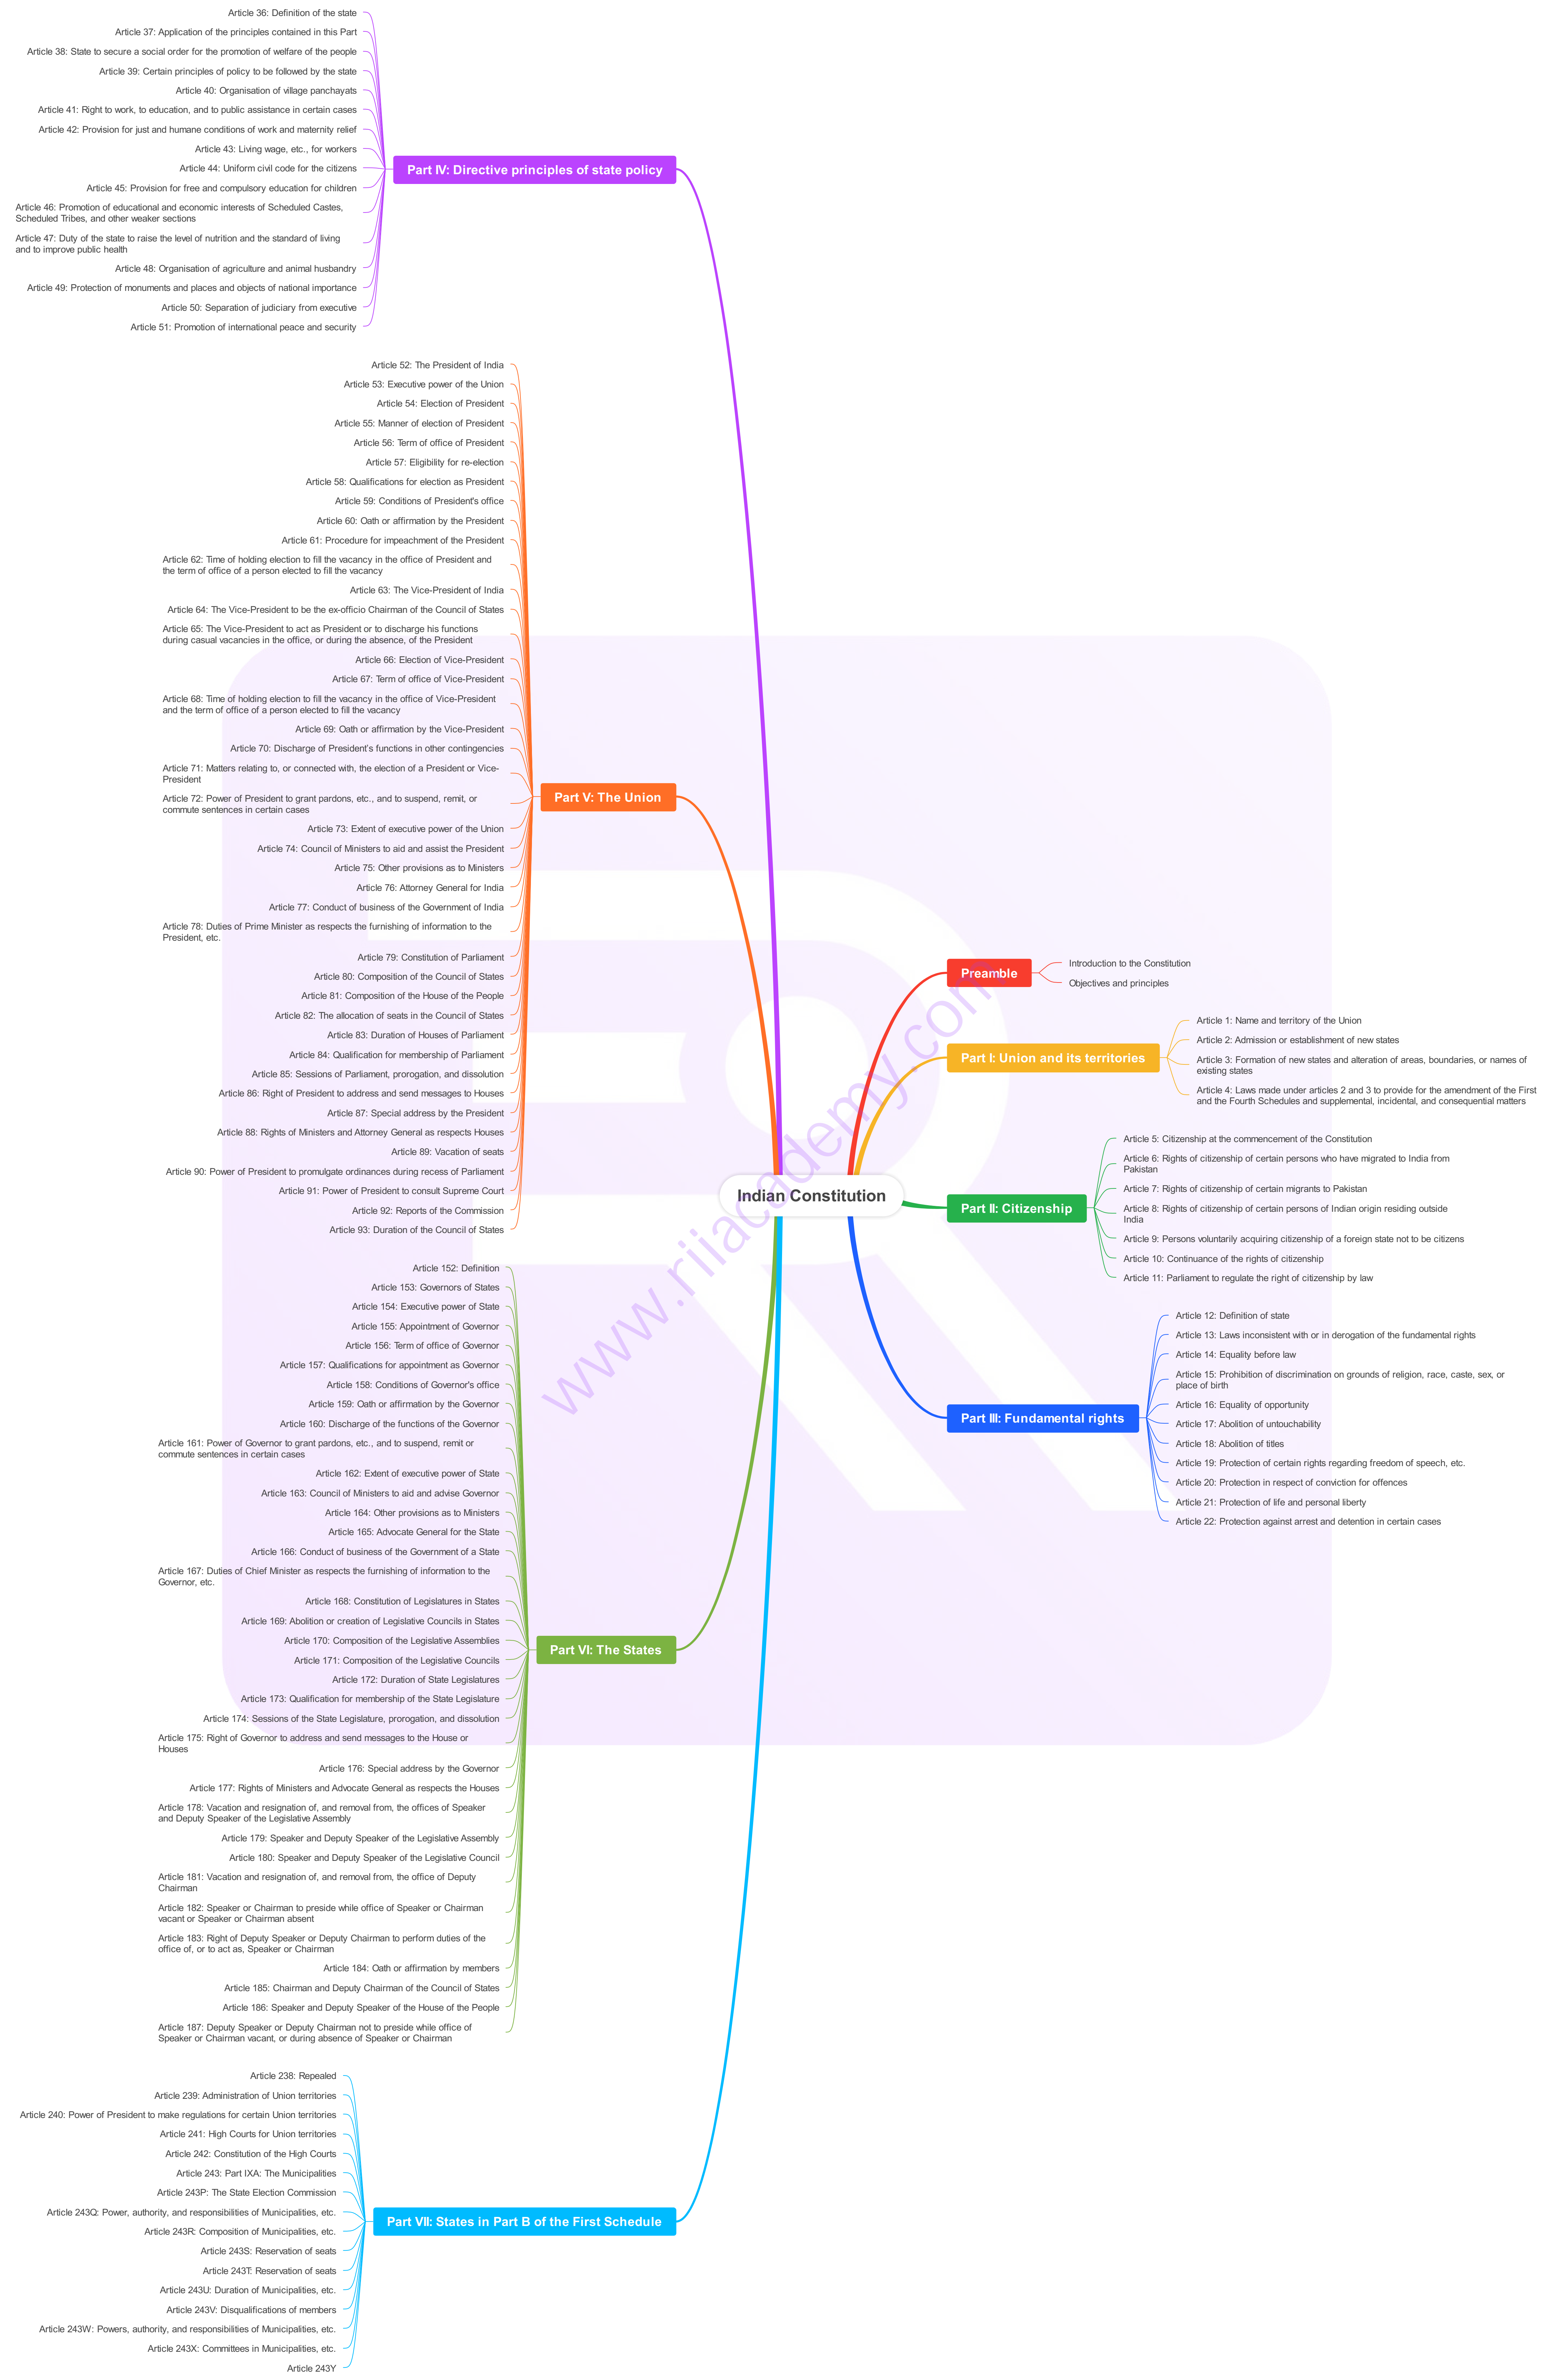 Indian Constitution
Preamble
Introduction to the Constitution
Objectives and principles
Part I: Union and its territories
Article 1: Name and territory of the Union
Article 2: Admission or establishment of new states
Article 3: Formation of new states and alteration of areas, boundaries, or names of
existing states
Article 4: Laws made under articles 2 and 3 to provide for the amendment of the First
and the Fourth Schedules and supplemental, incidental, and consequential matters
Part II: Citizenship
Article 5: Citizenship at the commencement of the Constitution
Article 6: Rights of citizenship of certain persons who have migrated to India from
Pakistan
Article 7: Rights of citizenship of certain migrants to Pakistan
Article 8: Rights of citizenship of certain persons of Indian origin residing outside
India
Article 9: Persons voluntarily acquiring citizenship of a foreign state not to be citizens
Article 10: Continuance of the rights of citizenship
Article 11: Parliament to regulate the right of citizenship by law
Part III: Fundamental rights
Article 12: Definition of state
Article 13: Laws inconsistent with or in derogation of the fundamental rights
Article 14: Equality before law
Article 15: Prohibition of discrimination on grounds of religion, race, caste, sex, or
place of birth
Article 16: Equality of opportunity
Article 17: Abolition of untouchability
Article 18: Abolition of titles
Article 19: Protection of certain rights regarding freedom of speech, etc.
Article 20: Protection in respect of conviction for offences
Article 21: Protection of life and personal liberty
Article 22: Protection against arrest and detention in certain cases
Part IV: Directive principles of state policy
Article 36: Definition of the state
Article 37: Application of the principles contained in this Part
Article 38: State to secure a social order for the promotion of welfare of the people
Article 39: Certain principles of policy to be followed by the state
Article 40: Organisation of village panchayats
Article 41: Right to work, to education, and to public assistance in certain cases
Article 42: Provision for just and humane conditions of work and maternity relief
Article 43: Living wage, etc., for workers
Article 44: Uniform civil code for the citizens
Article 45: Provision for free and compulsory education for children
Article 46: Promotion of educational and economic interests of Scheduled Castes,
Scheduled Tribes, and other weaker sections
Article 47: Duty of the state to raise the level of nutrition and the standard of living
and to improve public health
Article 48: Organisation of agriculture and animal husbandry
Article 49: Protection of monuments and places and objects of national importance
Article 50: Separation of judiciary from executive
Article 51: Promotion of international peace and security
Part V: The Union
Article 52: The President of India
Article 53: Executive power of the Union
Article 54: Election of President
Article 55: Manner of election of President
Article 56: Term of office of President
Article 57: Eligibility for re-election
Article 58: Qualifications for election as President
Article 59: Conditions of President's office
Article 60: Oath or affirmation by the President
Article 61: Procedure for impeachment of the President
Article 62: Time of holding election to fill the vacancy in the office of President and
the term of office of a person elected to fill the vacancy
Article 63: The Vice-President of India
Article 64: The Vice-President to be the ex-officio Chairman of the Council of States
Article 65: The Vice-President to act as President or to discharge his functions
during casual vacancies in the office, or during the absence, of the President
Article 66: Election of Vice-President
Article 67: Term of office of Vice-President
Article 68: Time of holding election to fill the vacancy in the office of Vice-President
and the term of office of a person elected to fill the vacancy
Article 69: Oath or affirmation by the Vice-President
Article 70: Discharge of President's functions in other contingencies
Article 71: Matters relating to, or connected with, the election of a President or Vice-
President
Article 72: Power of President to grant pardons, etc., and to suspend, remit, or
commute sentences in certain cases
Article 73: Extent of executive power of the Union
Article 74: Council of Ministers to aid and assist the President
Article 75: Other provisions as to Ministers
Article 76: Attorney General for India
Article 77: Conduct of business of the Government of India
Article 78: Duties of Prime Minister as respects the furnishing of information to the
President, etc.
Article 79: Constitution of Parliament
Article 80: Composition of the Council of States
Article 81: Composition of the House of the People
Article 82: The allocation of seats in the Council of States
Article 83: Duration of Houses of Parliament
Article 84: Qualification for membership of Parliament
Article 85: Sessions of Parliament, prorogation, and dissolution
Article 86: Right of President to address and send messages to Houses
Article 87: Special address by the President
Article 88: Rights of Ministers and Attorney General as respects Houses
Article 89: Vacation of seats
Article 90: Power of President to promulgate ordinances during recess of Parliament
Article 91: Power of President to consult Supreme Court
Article 92: Reports of the Commission
Article 93: Duration of the Council of States
Part VI: The States
Article 152: Definition
Article 153: Governors of States
Article 154: Executive power of State
Article 155: Appointment of Governor
Article 156: Term of office of Governor
Article 157: Qualifications for appointment as Governor
Article 158: Conditions of Governor's office
Article 159: Oath or affirmation by the Governor
Article 160: Discharge of the functions of the Governor
Article 161: Power of Governor to grant pardons, etc., and to suspend, remit or
commute sentences in certain cases
Article 162: Extent of executive power of State
Article 163: Council of Ministers to aid and advise Governor
Article 164: Other provisions as to Ministers
Article 165: Advocate General for the State
Article 166: Conduct of business of the Government of a State
Article 167: Duties of Chief Minister as respects the furnishing of information to the
Governor, etc.
Article 168: Constitution of Legislatures in States
Article 169: Abolition or creation of Legislative Councils in States
Article 170: Composition of the Legislative Assemblies
Article 171: Composition of the Legislative Councils
Article 172: Duration of State Legislatures
Article 173: Qualification for membership of the State Legislature
Article 174: Sessions of the State Legislature, prorogation, and dissolution
Article 175: Right of Governor to address and send messages to the House or
Houses
Article 176: Special address by the Governor
Article 177: Rights of Ministers and Advocate General as respects the Houses
Article 178: Vacation and resignation of, and removal from, the offices of Speaker
and Deputy Speaker of the Legislative Assembly
Article 179: Speaker and Deputy Speaker of the Legislative Assembly
Article 180: Speaker and Deputy Speaker of the Legislative Council
Article 181: Vacation and resignation of, and removal from, the office of Deputy
Chairman
Article 182: Speaker or Chairman to preside while office of Speaker or Chairman
vacant or Speaker or Chairman absent
Article 183: Right of Deputy Speaker or Deputy Chairman to perform duties of the
office of, or to act as, Speaker or Chairman
Article 184: Oath or affirmation by members
Article 185: Chairman and Deputy Chairman of the Council of States
Article 186: Speaker and Deputy Speaker of the House of the People
Article 187: Deputy Speaker or Deputy Chairman not to preside while office of
Speaker or Chairman vacant, or during absence of Speaker or Chairman
Part VII: States in Part B of the First Schedule
Article 238: Repealed
Article 239: Administration of Union territories
Article 240: Power of President to make regulations for certain Union territories
Article 241: High Courts for Union territories
Article 242: Constitution of the High Courts
Article 243: Part IXA: The Municipalities
Article 243P: The State Election Commission
Article 243Q: Power, authority, and responsibilities of Municipalities, etc.
Article 243R: Composition of Municipalities, etc.
Article 243S: Reservation of seats
Article 243T: Reservation of seats
Article 243U: Duration of Municipalities, etc.
Article 243V: Disqualifications of members
Article 243W: Powers, authority, and responsibilities of Municipalities, etc.
Article 243X: Committees in Municipalities, etc.
Article 243Y